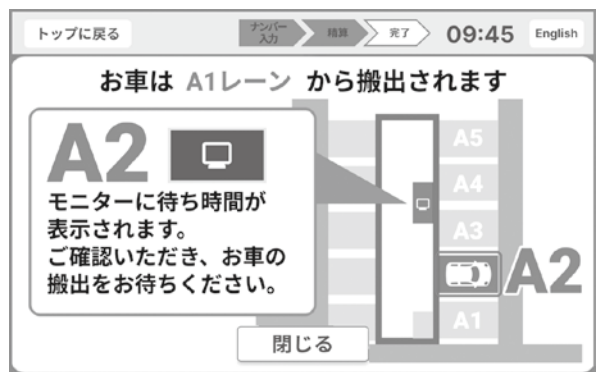 トップに戻る
ナンバー
入力
精算
完了
09:45
English
お車は A1レーン から搬出されます
A2
モニターに待ち時間が
表示されます。
ご確認いただき、お車の
搬出をお待ちください。
A5
A4
A3
A2
A1
閉じる